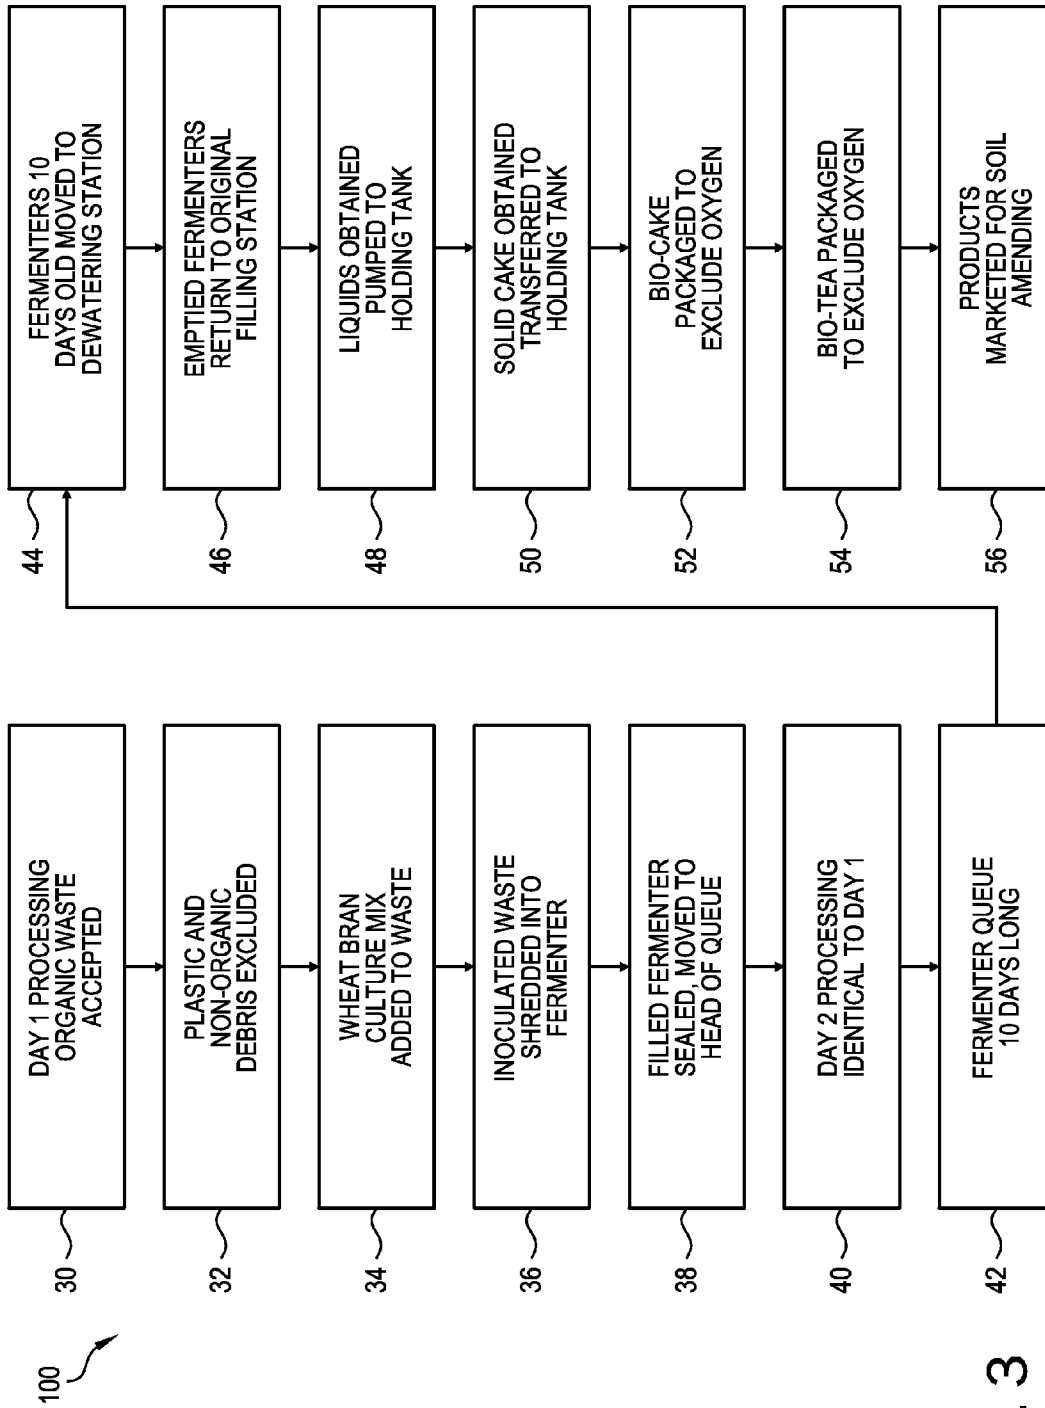 100
30
DAY 1 PROCESSING
ORGANIC WASTE
ACCEPTED
32
PLASTIC AND
NON-ORGANIC
DEBRIS EXCLUDED
34
WHEAT BRAN
CULTURE MIX
ADDED TO WASTE
36
INOCULATED WASTE
SHREDDED INTO
FERMENTER
38
FILLED FERMENTER
SEALED, MOVED TO
HEAD OF QUEUE
40
DAY 2 PROCESSING
IDENTICAL TO DAY 1
42
FERMENTER QUEUE
10 DAYS LONG
44
FERMENTERS 10
DAYS OLD MOVED TO
DEWATERING STATION
46
EMPTIED FERMENTERS
RETURN TO ORIGINAL
FILLING STATION
48
LIQUIDS OBTAINED
PUMPED TO
HOLDING TANK
50
SOLID CAKE OBTAINED
TRANSFERRED TO
HOLDING TANK
52
BIO-CAKE
PACKAGED TO
EXCLUDE OXYGEN
54
BIO-TEA PACKAGED
TO EXCLUDE OXYGEN
56
PRODUCTS
MARKETED FOR SOIL
AMENDING
. 3